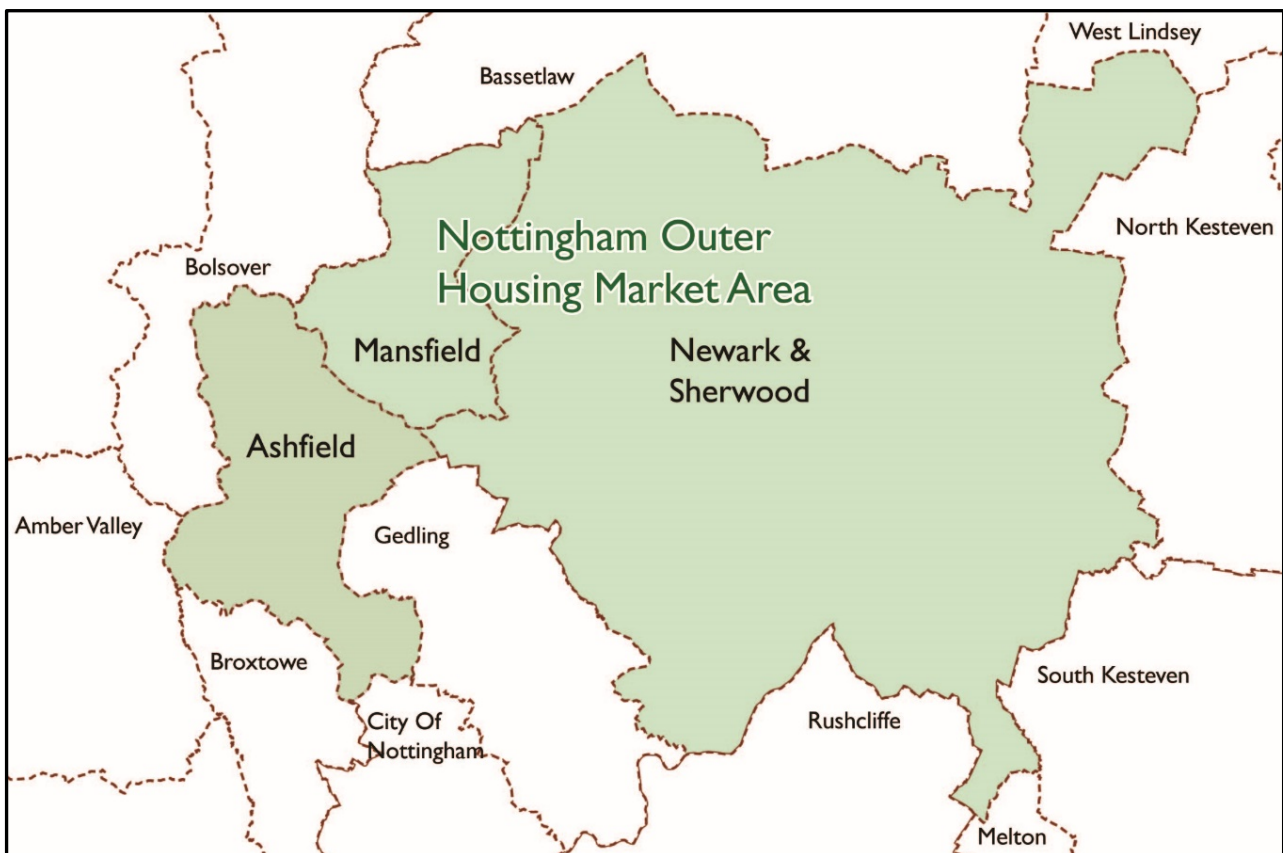 West Lindsey
Bassetlaw
Nottingham Outer
Housing Market Area
North Kesteven
Bolsover
Mansfield
Newark &
Sherwood
Ashfield
Amber Valley
Gedling
Broxtowe
South Kesteven
City Of
Nottingham
Rushcliffe
Melton